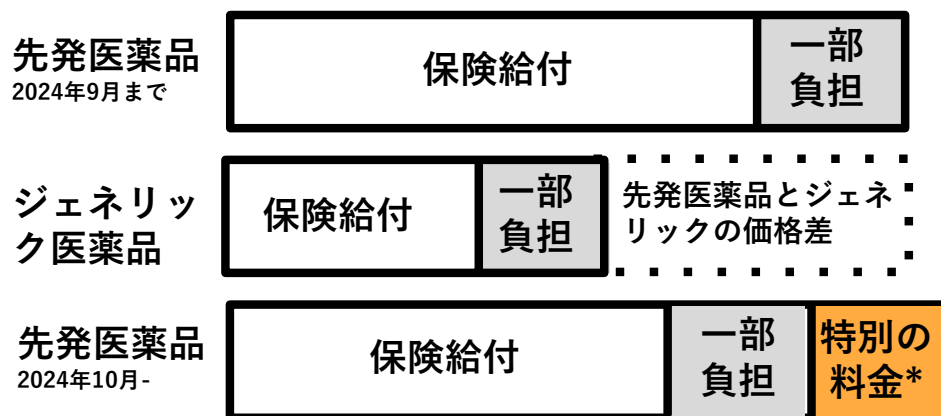 先発医薬品
2024年9月まで
保険給付
一部
負担
ジェネリッ
ク医薬品
保険給付
一部
負担
先発医薬品とジェネ
リックの価格差
先発医薬品
2024年10月-
保険給付
一部
負担
特別の
料金*